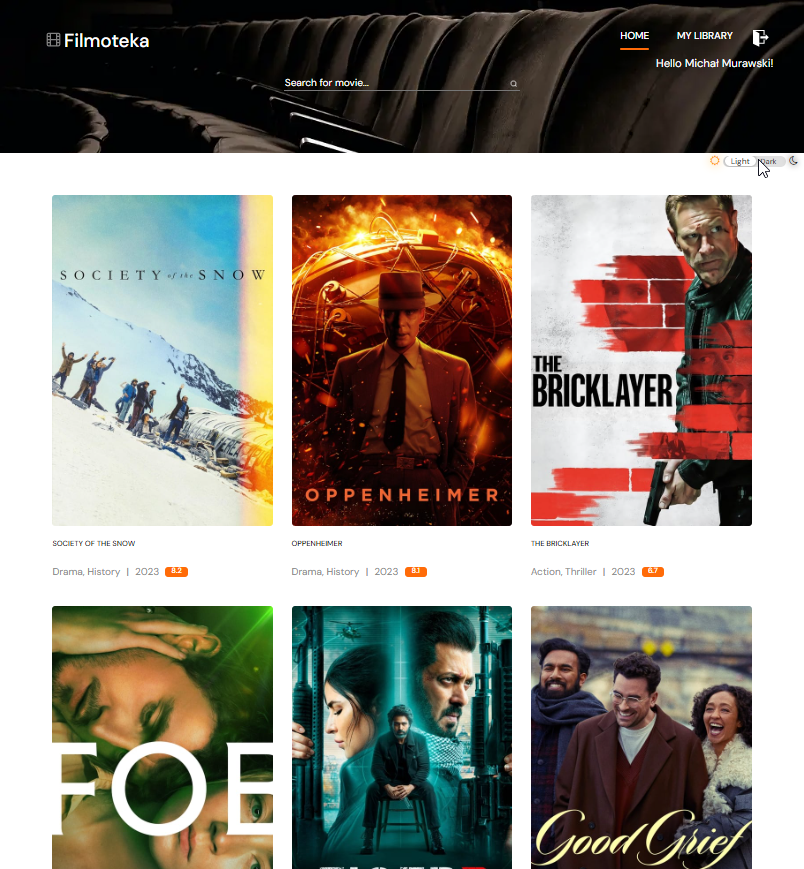 Filmoteka
HOME
MY LIBRARY
Hello Michał Murawski!
Search for movie...
Light
Dark
SOCIETY of the SNOW
OPPENHEIMER
THE
BRICKLAYER
SOCIETY OF THE SNOW
OPPENHEIMER
THE BRICKLAYER
Drama, History | 2023 8.2
Drama, History | 2023 8.1
Action, Thriller | 2023 6.7
FOE
Good Grief